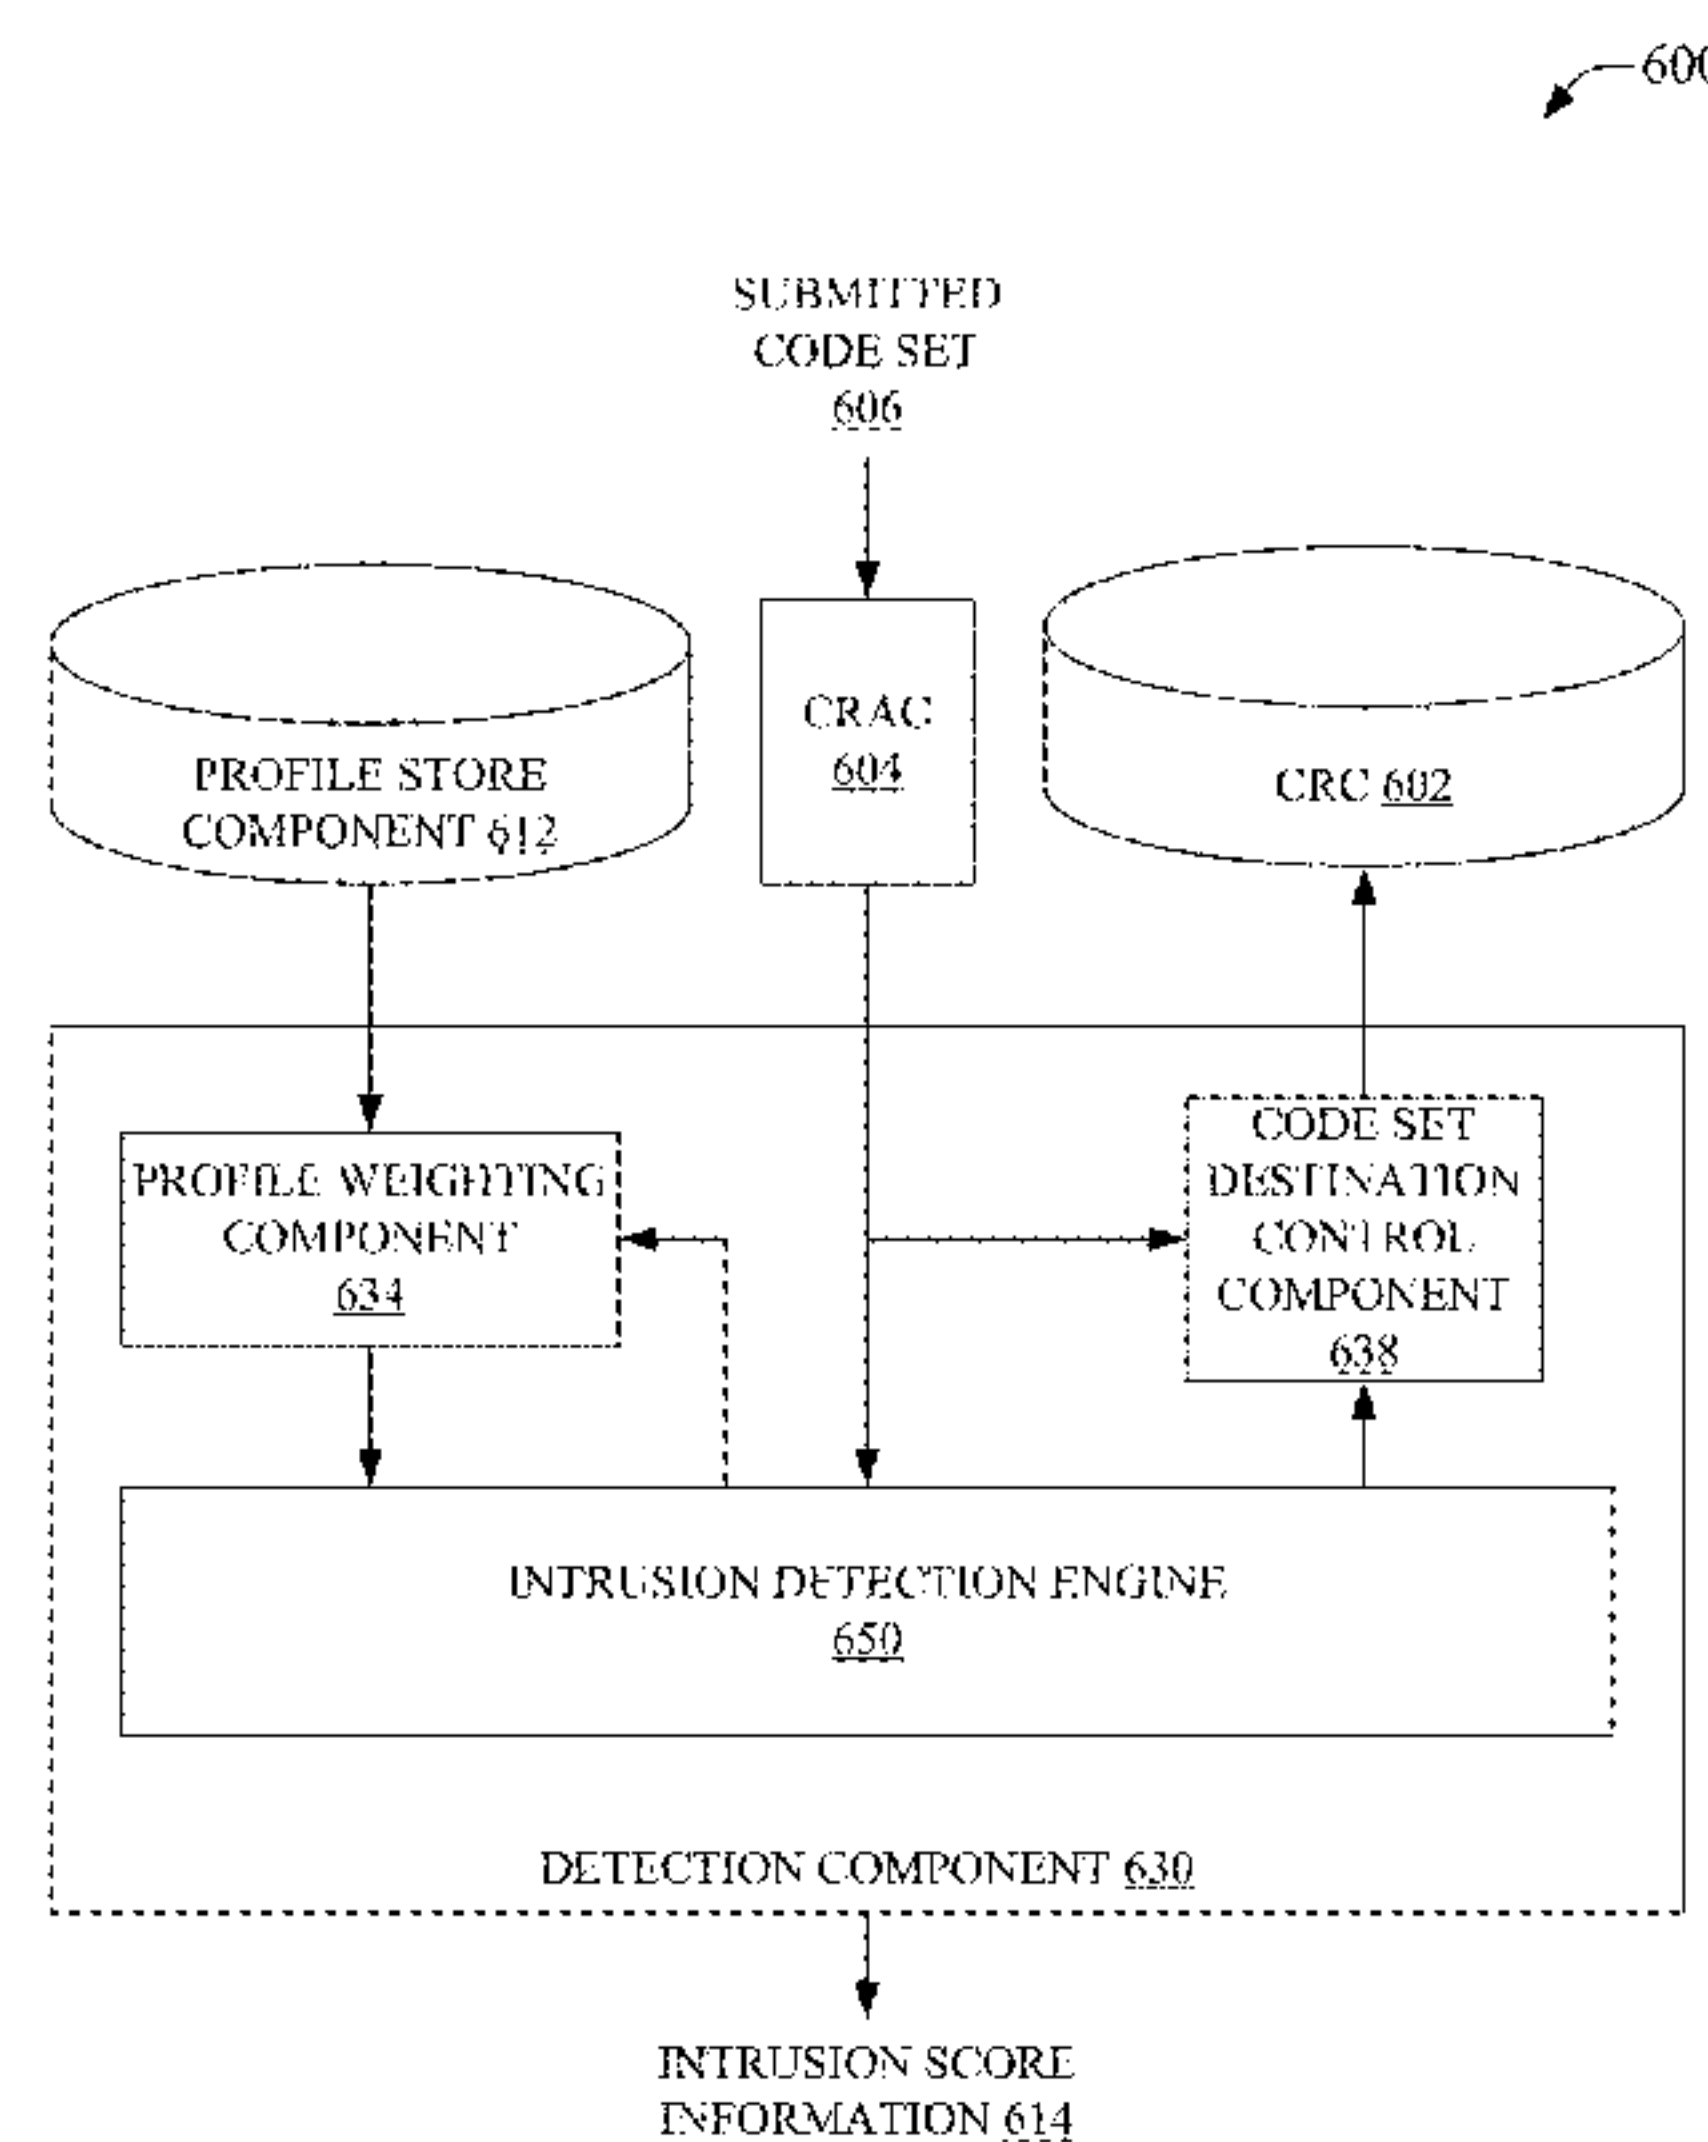 600
SUBMITTED
CODE SET
606
PROFILE STORE
COMPONENT 612
CRAC
604
CRC 602
PROFILE WEIGHTING
COMPONENT
634
CODE SET
DESTINATION
CONTROL
COMPONENT
638
INTRUSION DETECTION ENGINE
650
DETECTION COMPONENT 630
INTRUSION SCORE
INFORMATION 614